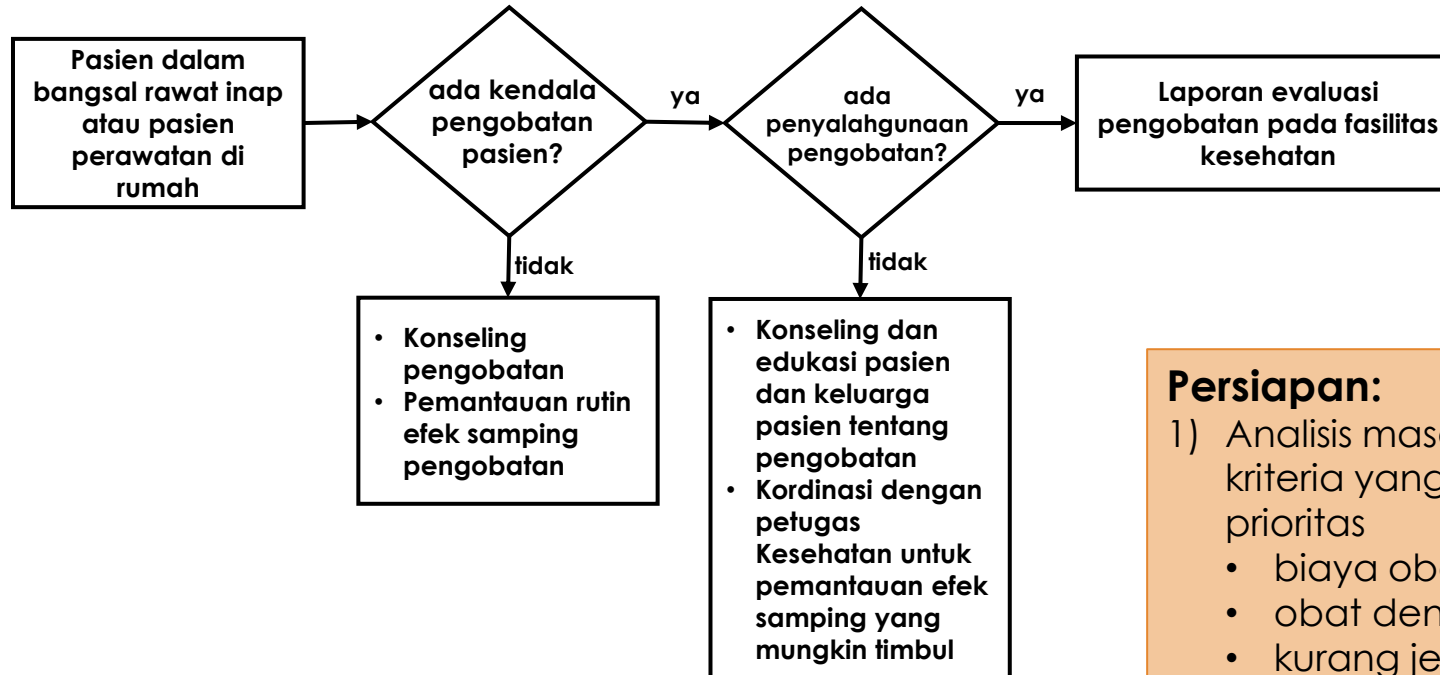 Pasien dalam
bangsal rawat inap
atau pasien
perawatan di
rumah
ada kendala
pengobatan
pasien?
ya
ada
penyalahgunaan
pengobatan?
ya
Laporan evaluasi
pengobatan pada fasilitas
kesehatan
tidak
tidak
• Konseling
pengobatan
• Pemantauan rutin
efek samping
pengobatan
• Konseling dan
edukasi pasien
dan keluarga
pasien tentang
pengobatan
• Kordinasi dengan
petugas
Kesehatan untuk
pemantauan efek
samping yang
mungkin timbul
Persiapan:
1) Analisis
kriteria yang
prioritas
• biaya
• obat
• kurang